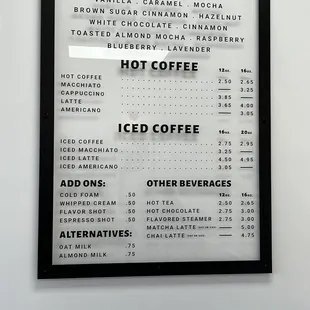 VANILLA . CARAMEL . MOCHA
BROWN SUGAR CINNAMON . HAZELNUT
WHITE CHOCOLATE . CINNAMON
TOASTED ALMOND MOCHA . RASPBERRY
BLUEBERRY . LAVENDER
HOT COFFEE 12oz. 16oz.
HOT COFFEE 2.50 2.65
MACCHIATO — 3.25
CAPPUCCINO 3.25 3.85
LATTE 3.65 4.00
AMERICANO — 3.05
ICED COFFEE 16oz. 20oz.
ICED COFFEE 2.75 2.95
ICED MACCHIATO 3.25 —
ICED LATTE 4.50 4.95
ICED AMERICANO 3.05 —
ADD ONS:
COLD FOAM .50
WHIPPED CREAM .50
FLAVOR SHOT .50
ESPRESSO SHOT .50
ALTERNATIVES:
OAT MILK .75
ALMOND MILK .75
OTHER BEVERAGES 12oz. 16oz.
HOT TEA 2.50 2.65
HOT CHOCOLATE 2.75 3.00
FLAVORED STEAMER 2.75 3.00
MATCHA LATTE — 5.00
CHAI LATTE — 4.75